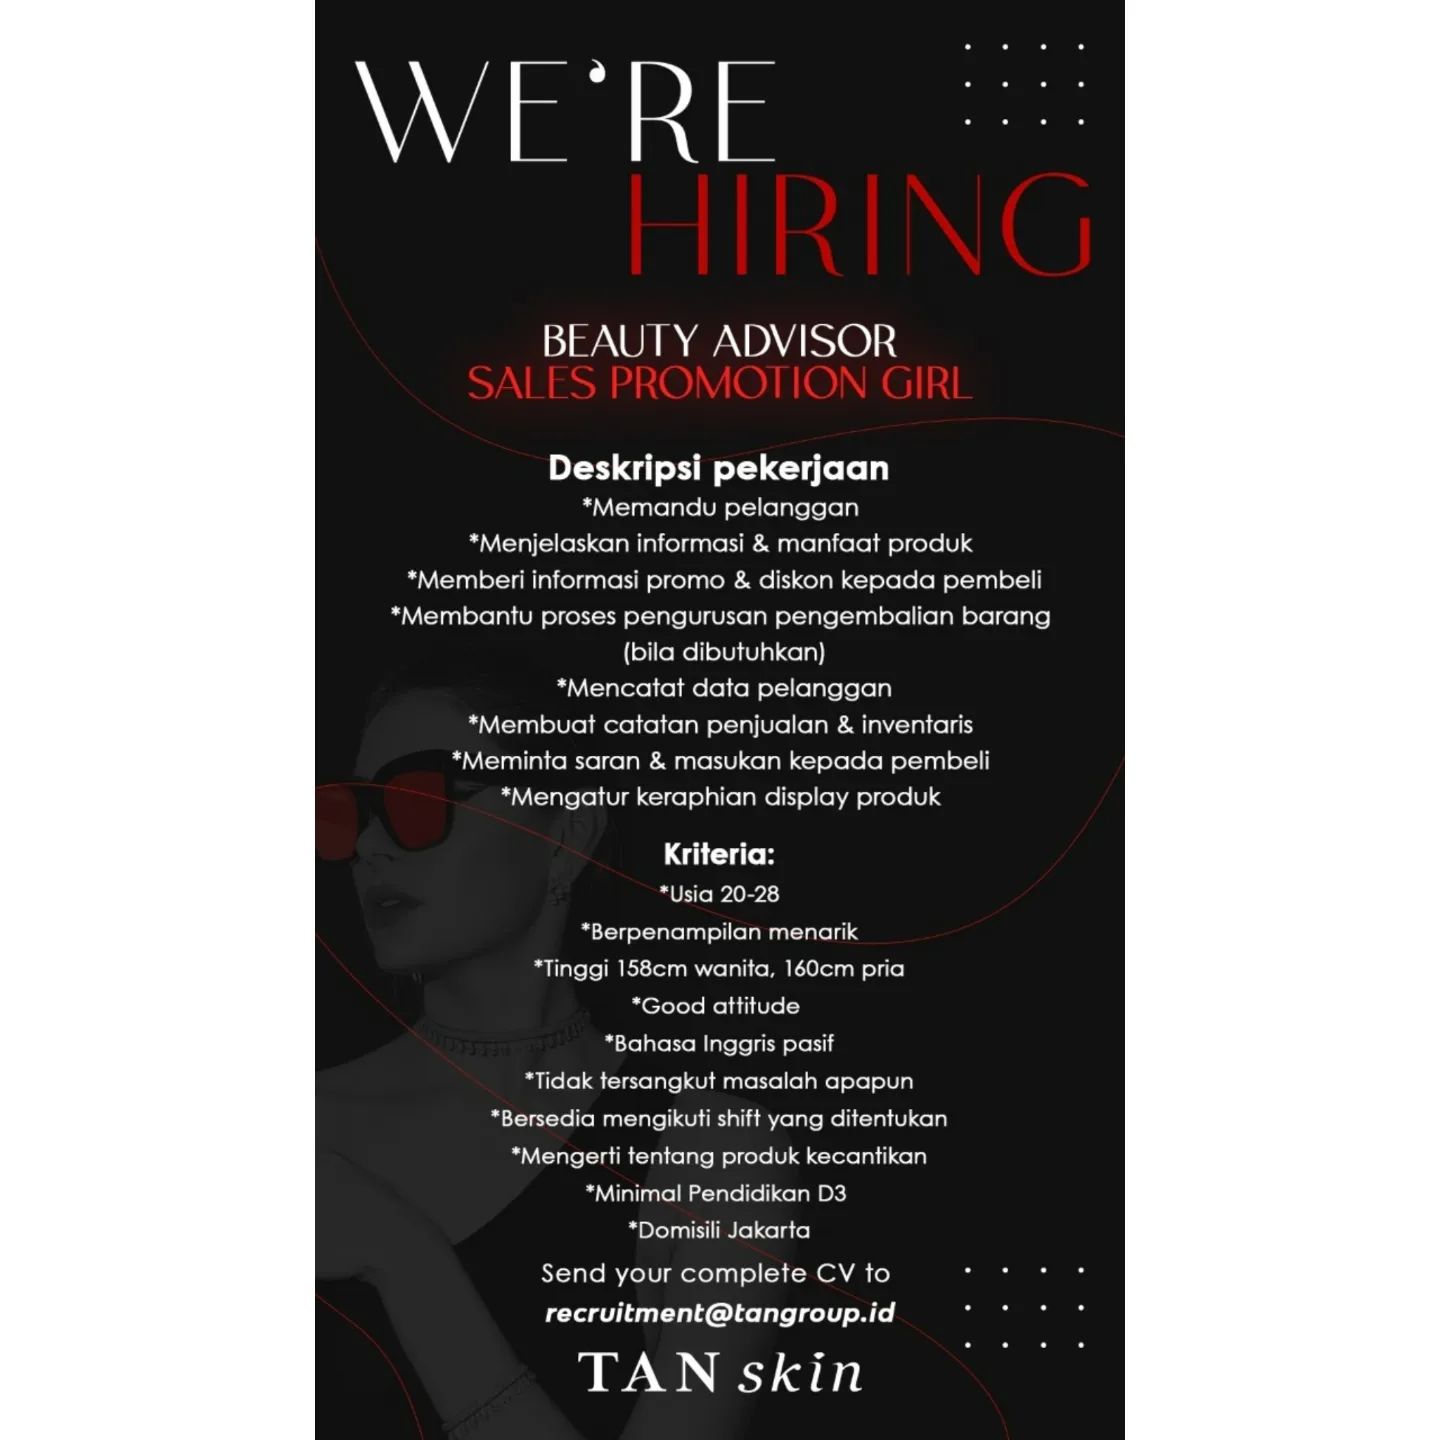 WE'RE
HIRING
BEAUTY ADVISOR
SALES PROMOTION GIRL
Deskripsi pekerjaan
*Memandu pelanggan
*Menjelaskan informasi & manfaat produk
*Memberi informasi promo & diskon kepada pembeli
*Membantu proses pengurusan pengembalian barang
(bila dibutuhkan)
*Mencatat data pelanggan
*Membuat catatan penjualan & inventaris
*Meminta saran & masukan kepada pembeli
*Mengatur keraphian display produk
Kriteria:
*Usia 20-28
*Berpenampilan menarik
*Tinggi 158cm wanita, 160cm pria
*Good attitude
*Bahasa Inggris pasif
*Tidak tersangkut masalah apapun
*Bersedia mengikuti shift yang ditentukan
*Mengerti tentang produk kecantikan
*Minimal Pendidikan D3
*Domisili Jakarta
Send your complete CV to
recruitment@tangroup.id
TAN skin